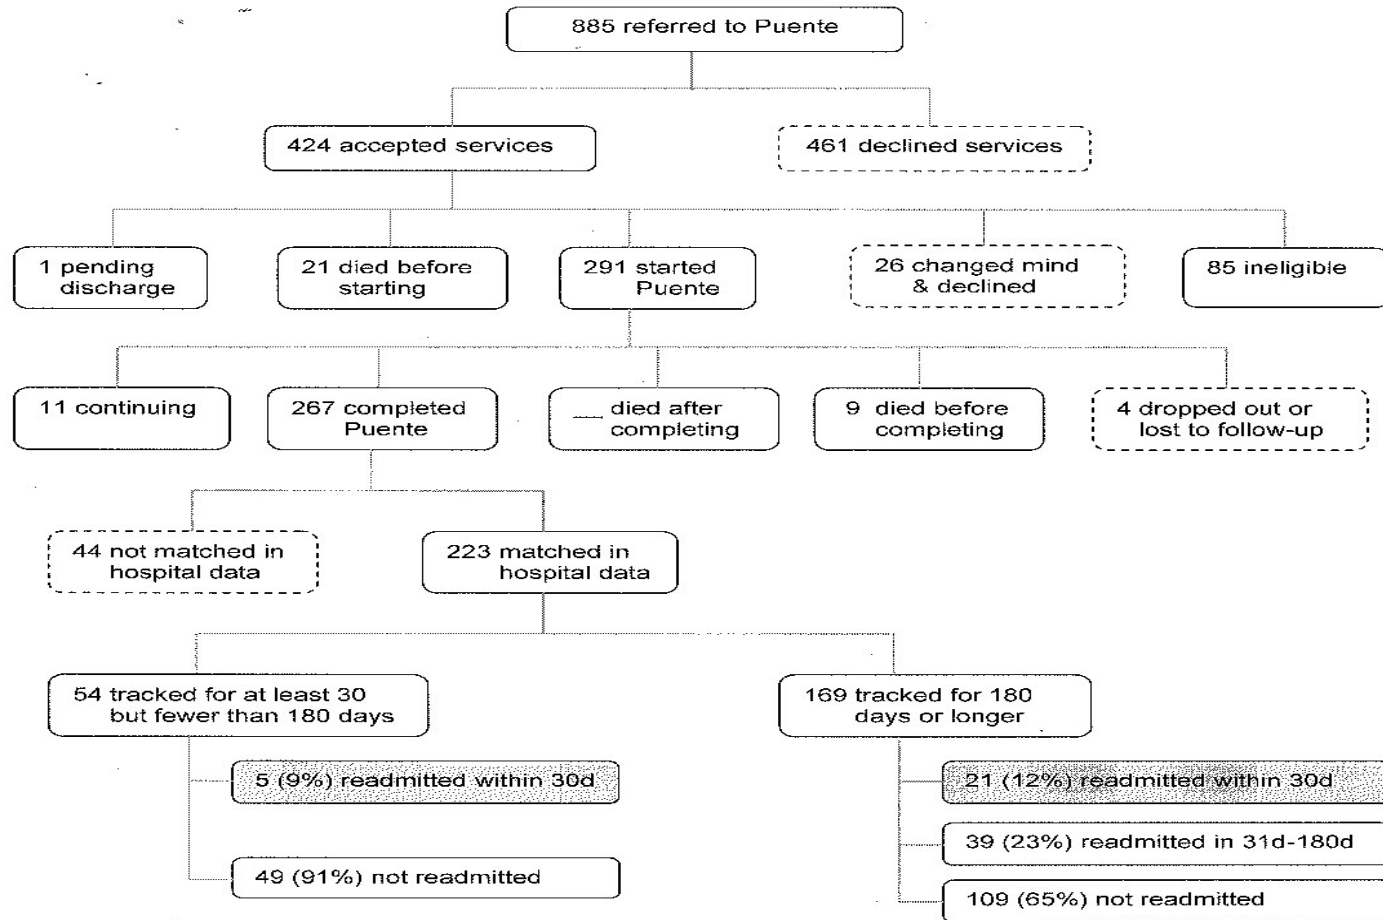 885 referred to Puente
424 accepted services
461 declined services
1 pending
discharge
21 died before
starting
291 started
Puente
26 changed mind
& declined
85 ineligible
11 continuing
267 completed
Puente
___ died after
completing
9 died before
completing
4 dropped out or
lost to follow-up
44 not matched in
hospital data
223 matched in
hospital data
54 tracked for at least 30
but fewer than 180 days
169 tracked for 180
days or longer
5 (9%) readmitted within 30d
49 (91%) not readmitted
21 (12%) readmitted within 30d
39 (23%) readmitted in 31d-180d
109 (65%) not readmitted